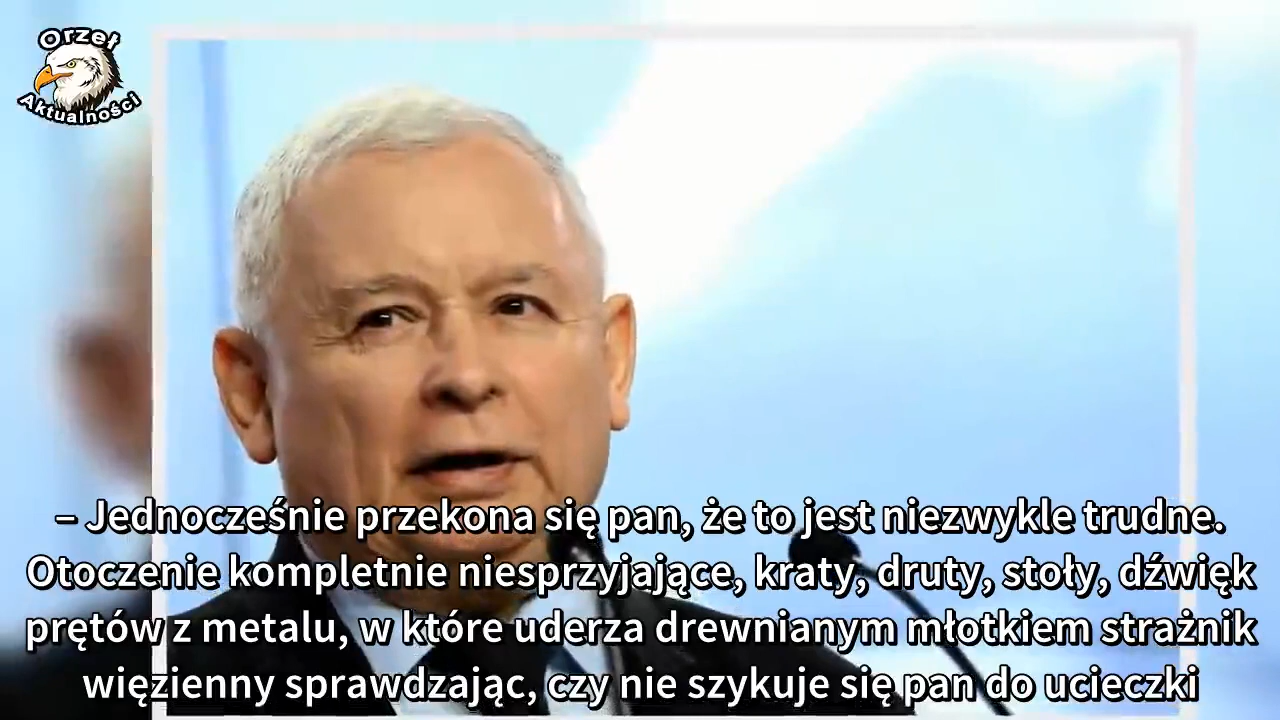 Orzeł
Aktualności
– Jednocześnie przekona się pan, że to jest niezwykle trudne.
Otoczenie kompletnie niesprzyjające, kraty, druty, stoły, dźwięk
prętów z metalu, w które uderza drewnianym młotkiem strażnik
więzienny sprawdzając, czy nie szykuje się pan do ucieczki